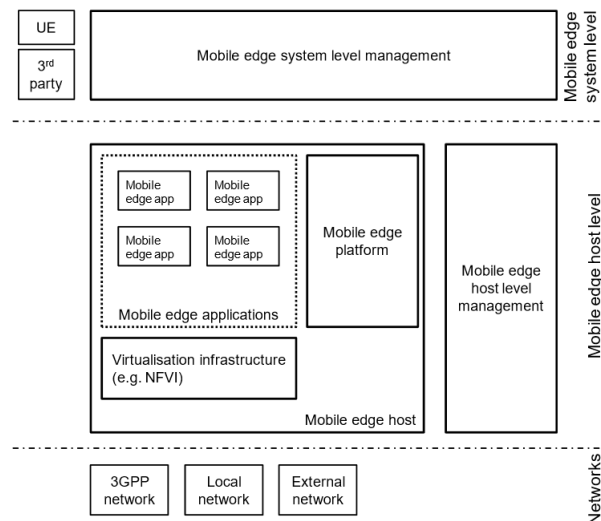 UE
3rd
party
Mobile edge system level management
Mobile edge
system level
Mobile
edge app
Mobile
edge app
Mobile
edge app
Mobile
edge app
Mobile edge applications
Mobile edge
platform
Virtualisation infrastructure
(e.g. NFVI)
Mobile edge host
Mobile edge
host level
management
Mobile edge host level
3GPP
network
Local
network
External
network
Networks